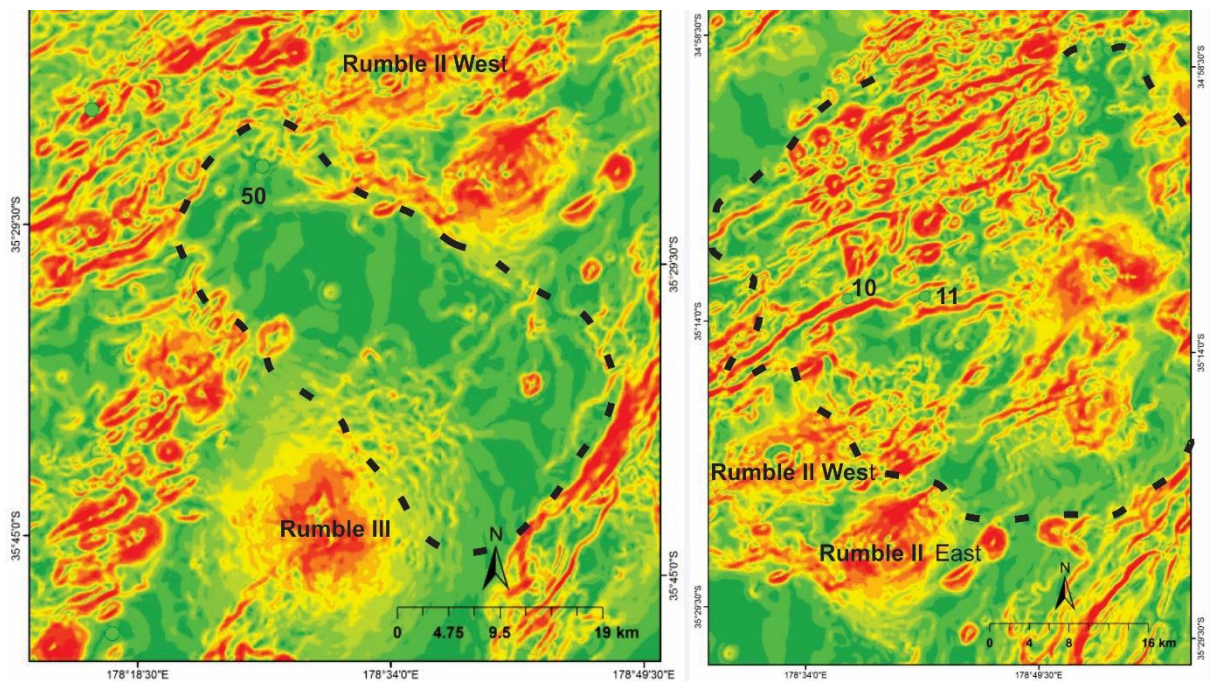 Rumble II West
50
35°29'30"S
35°29'30"S
Rumble III
N
35°45'0"S
35°45'0"S
0 4.75 9.5 19 km
178°18'30"E
178°34'0"E
178°49'30"E
34°58'30"S
34°58'30"S
10
11
35°14'0"S
35°14'0"S
Rumble II West
Rumble II East
N
35°29'30"S
35°29'30"S
0 4 8 16 km
178°34'0"E
178°49'30"E